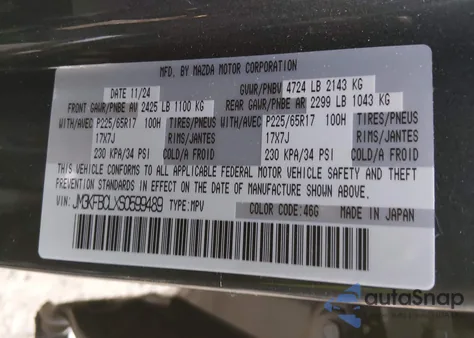 MFD. BY MAZDA MOTOR CORPORATION
DATE 11/24 GVWR/PNBV 4724 LB 2143 KG
FRONT GAWR/PNBE AV 2425 LB 1100 KG REAR GAWR/PNBE AR 2299 LB 1043 KG
WITH/AVEC P225/65R17 100H TIRES/PNEUS WITH/AVEC P225/65R17 100H TIRES/PNEUS
17X7J RIMS/JANTES 17X7J RIMS/JANTES
230 KPA/34 PSI COLD/A FROID 230 KPA/34 PSI COLD/A FROID
THIS VEHICLE CONFORMS TO ALL APPLICABLE FEDERAL MOTOR VEHICLE THEFT PREVENTION
SAFETY STANDARDS IN EFFECT ON THE DATE OF MANUFACTURE SHOWN ABOVE.
VIN: JM3KFBCLXS0599489 TYPE: MPV
COLOR CODE: 46G MADE IN JAPAN
autoSnap